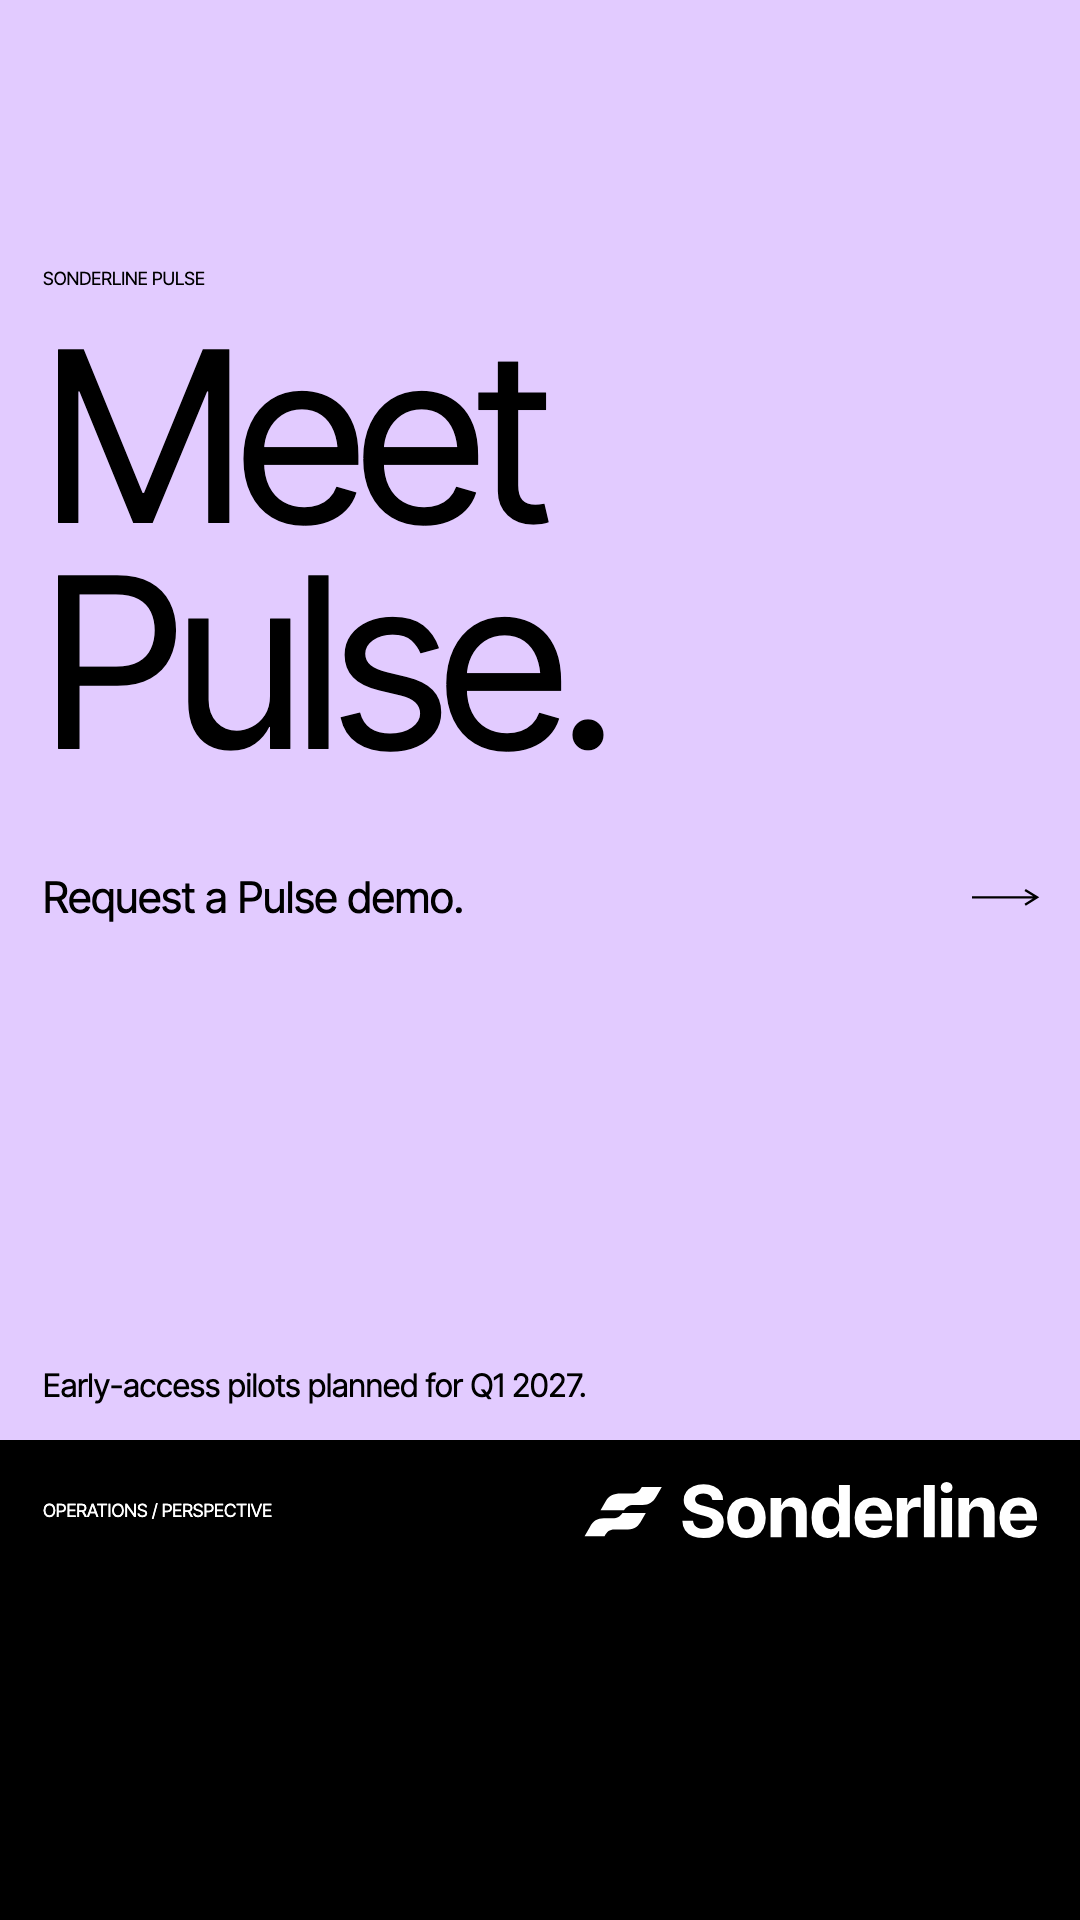 SONDERLINE PULSE
Meet
Pulse.
Request a Pulse demo.
Early-access pilots planned for Q1 2027.
OPERATIONS / PERSPECTIVE
Sonderline